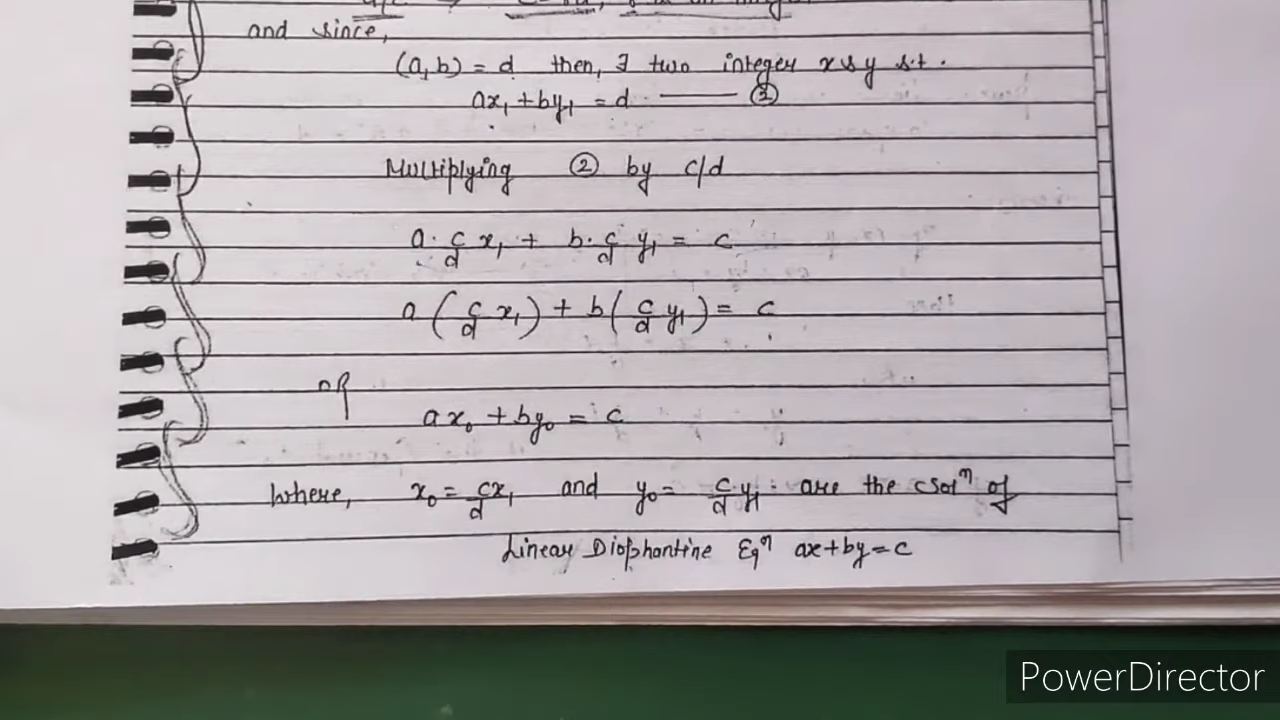 and since,
(a, b) = d then, ∃ two integer x & y s.t.
ax₁ + by₁ = d —— ②
Multiplying ② by c/d
a · c/d x₁ + b · c/d y₁ = c
a (c/d x₁) + b (c/d y₁) = c
or
ax₀ + by₀ = c
where, x₀ = cx₁/d and y₀ = c/d y₁ are the solⁿ of
Linear Diophantine Eqⁿ ax + by = c
PowerDirector